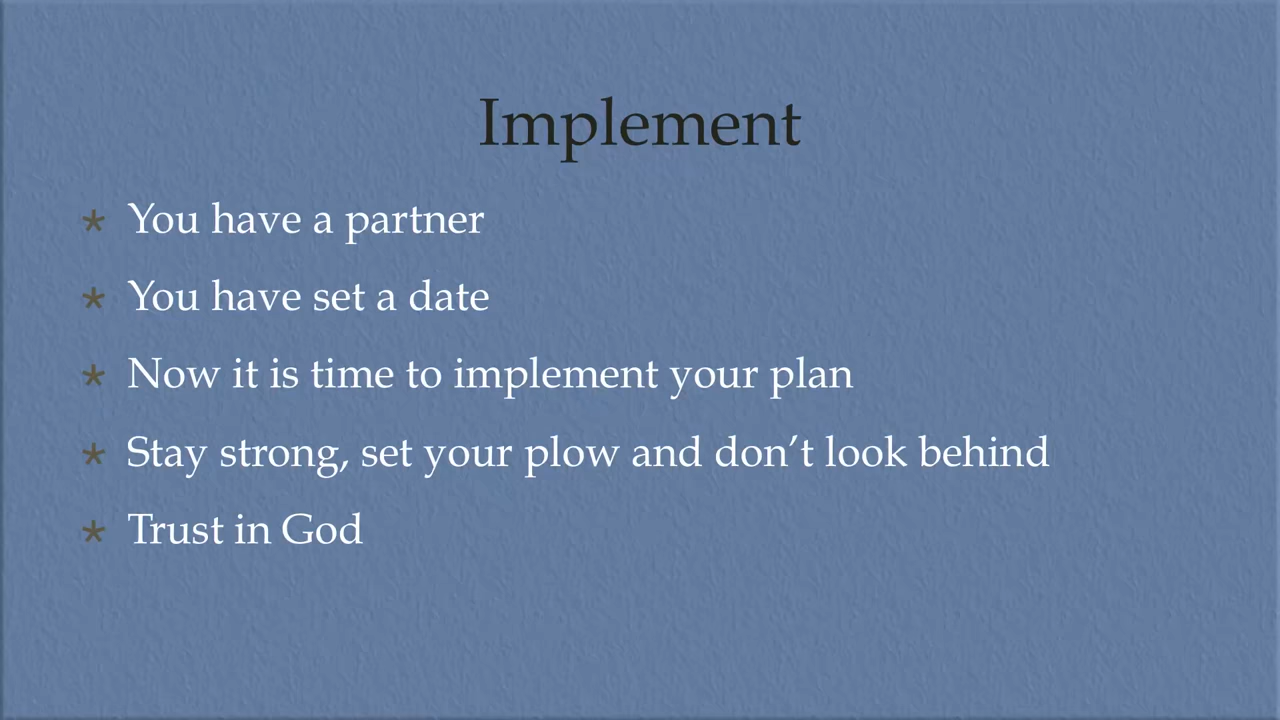 Implement
* You have a partner
* You have set a date
* Now it is time to implement your plan
* Stay strong, set your plow and don’t look behind
* Trust in God